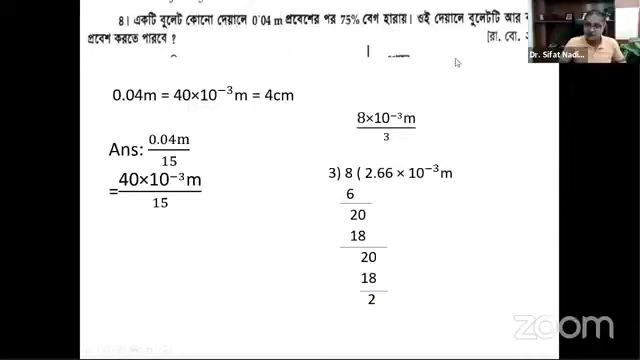 ৪। একটি বুলেট কোনো দেয়ালে 0·04 m প্রবেশের পর 75% বেগ হারায়। ওই দেয়ালে বুলেটটি আর
প্রবেশ করতে পারবে ?
[রা. বো.
Dr. Sifat Nadi...
0.04m = 40×10⁻³m = 4cm
Ans: 0.04m/15
= 40×10⁻³m/15
8×10⁻³m/3
3) 8 ( 2.66 × 10⁻³m
6
20
18
20
18
2
zoom